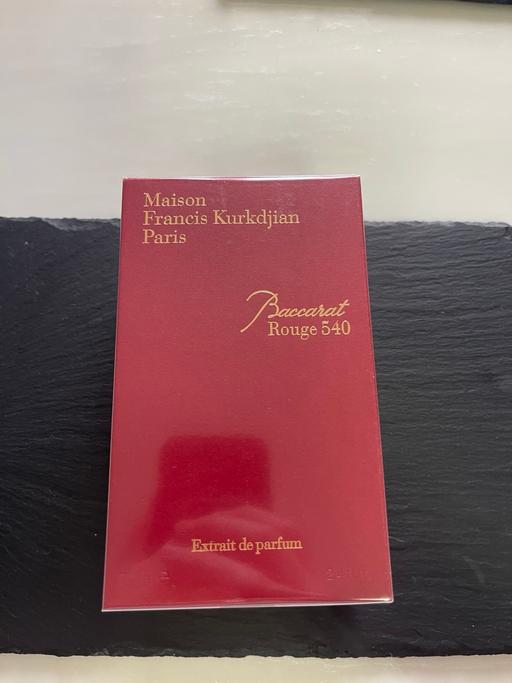 Maison
Francis Kurkdjian
Paris
Baccarat
Rouge 540
Extrait de parfum